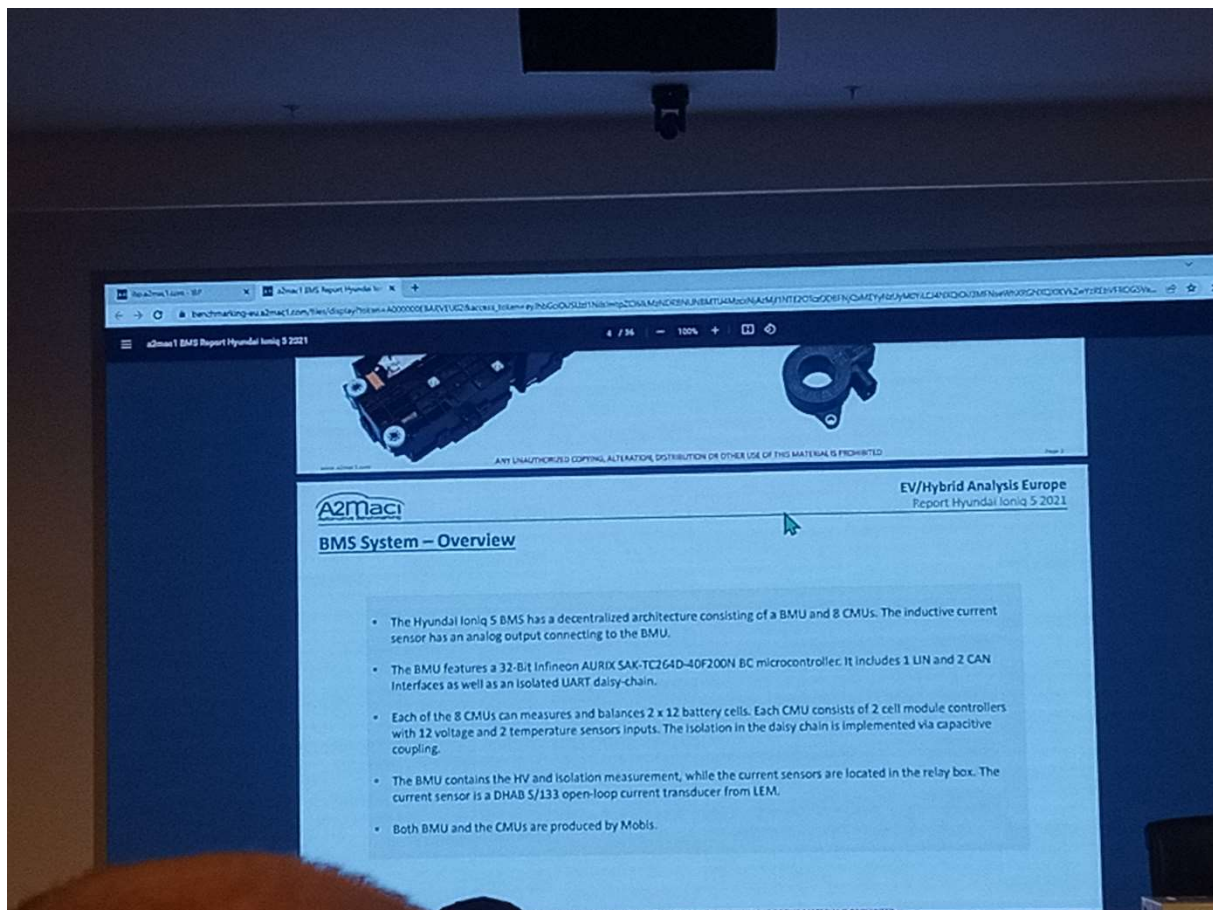 a2mac1 BMS Report Hyundai Io
a2mac1 BMS Report Hyundai Ioniq 5 2021
4 / 36
100%
ANY UNAUTHORIZED COPYING, ALTERATION, DISTRIBUTION OR OTHER USE OF THIS MATERIAL IS PROHIBITED
www.a2mac1.com
A2Mac1
EV/Hybrid Analysis Europe
Report Hyundai Ioniq 5 2021
BMS System – Overview
• The Hyundai Ioniq 5 BMS has a decentralized architecture consisting of a BMU and 8 CMUs. The inductive current
sensor has an analog output connecting to the BMU.
• The BMU features a 32-Bit Infineon AURIX SAK-TC264D-40F200N BC microcontroller. It includes 1 LIN and 2 CAN
Interfaces as well as an isolated UART daisy-chain.
• Each of the 8 CMUs can measures and balances 2 x 12 battery cells. Each CMU consists of 2 cell module controllers
with 12 voltage and 2 temperature sensors inputs. The isolation in the daisy chain is implemented via capacitive
coupling.
• The BMU contains the HV and isolation measurement, while the current sensors are located in the relay box. The
current sensor is a DHAB S/133 open-loop current transducer from LEM.
• Both BMU and the CMUs are produced by Mobis.